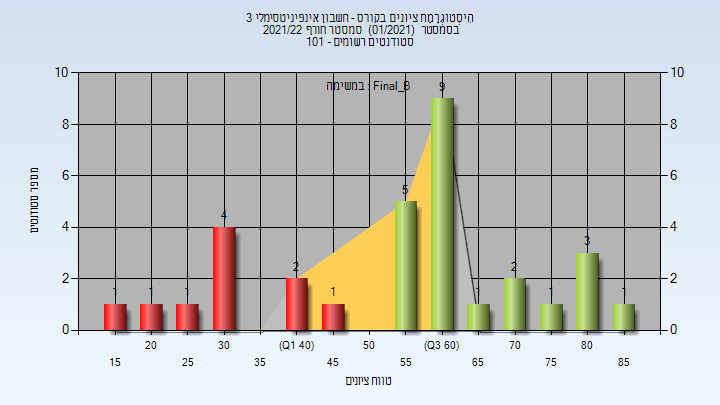 היסטוגרמת ציונים בקורס - חשבון אינפיניטסימלי 3
בסמסטר (01/2021) סמסטר חורף 2021/22
סטודנטים רשומים - 101
במשימה : Final_B
מספר סטודנטים
10 10
8 8
6 6
4 4
2 2
0 0
1 1 1 4 2 1 5 9 1 2 1 3 1
20 30 (Q1 40) 50 (Q3 60) 70 80
15 25 35 45 55 65 75 85
טווח ציונים